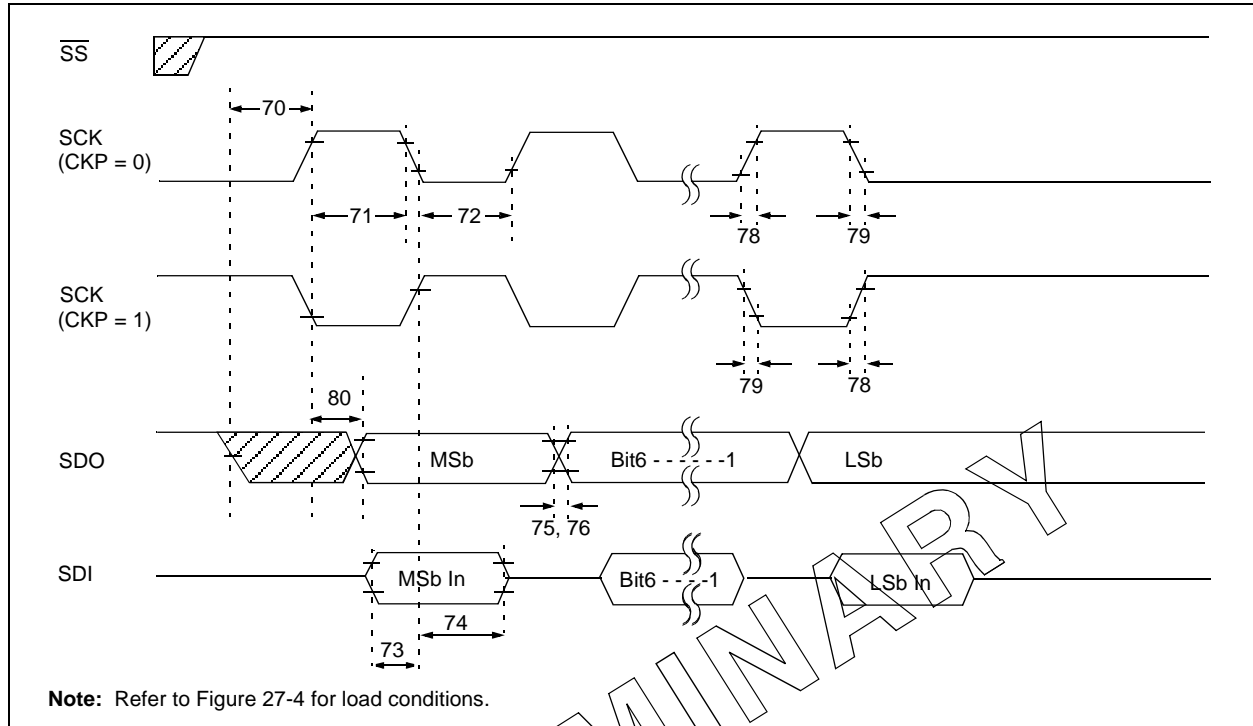 SS
70
SCK
(CKP = 0)
71
72
78
79
SCK
(CKP = 1)
79
78
80
SDO
MSb
Bit6 - - - - - -1
LSb
75, 76
SDI
MSb In
Bit6 - - - -1
LSb In
74
73
Note: Refer to Figure 27-4 for load conditions.
MINARY